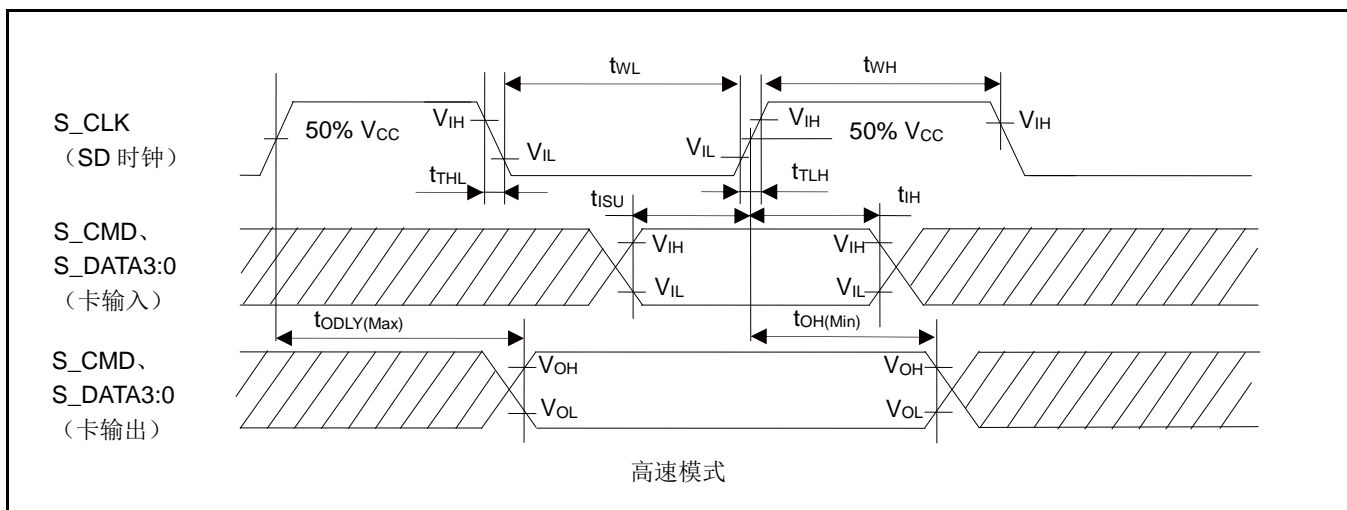 tWL
tWH
S_CLK
（SD 时钟）
50% VCC
VIH
VIL
VIL
VIH
50% VCC
VIH
tTHL
tTLH
tISU
tIH
S_CMD、
S_DATA3:0
（卡输入）
VIH
VIL
VIH
VIL
tODLY(Max)
tOH(Min)
S_CMD、
S_DATA3:0
（卡输出）
VOH
VOL
VOH
VOL
高速模式